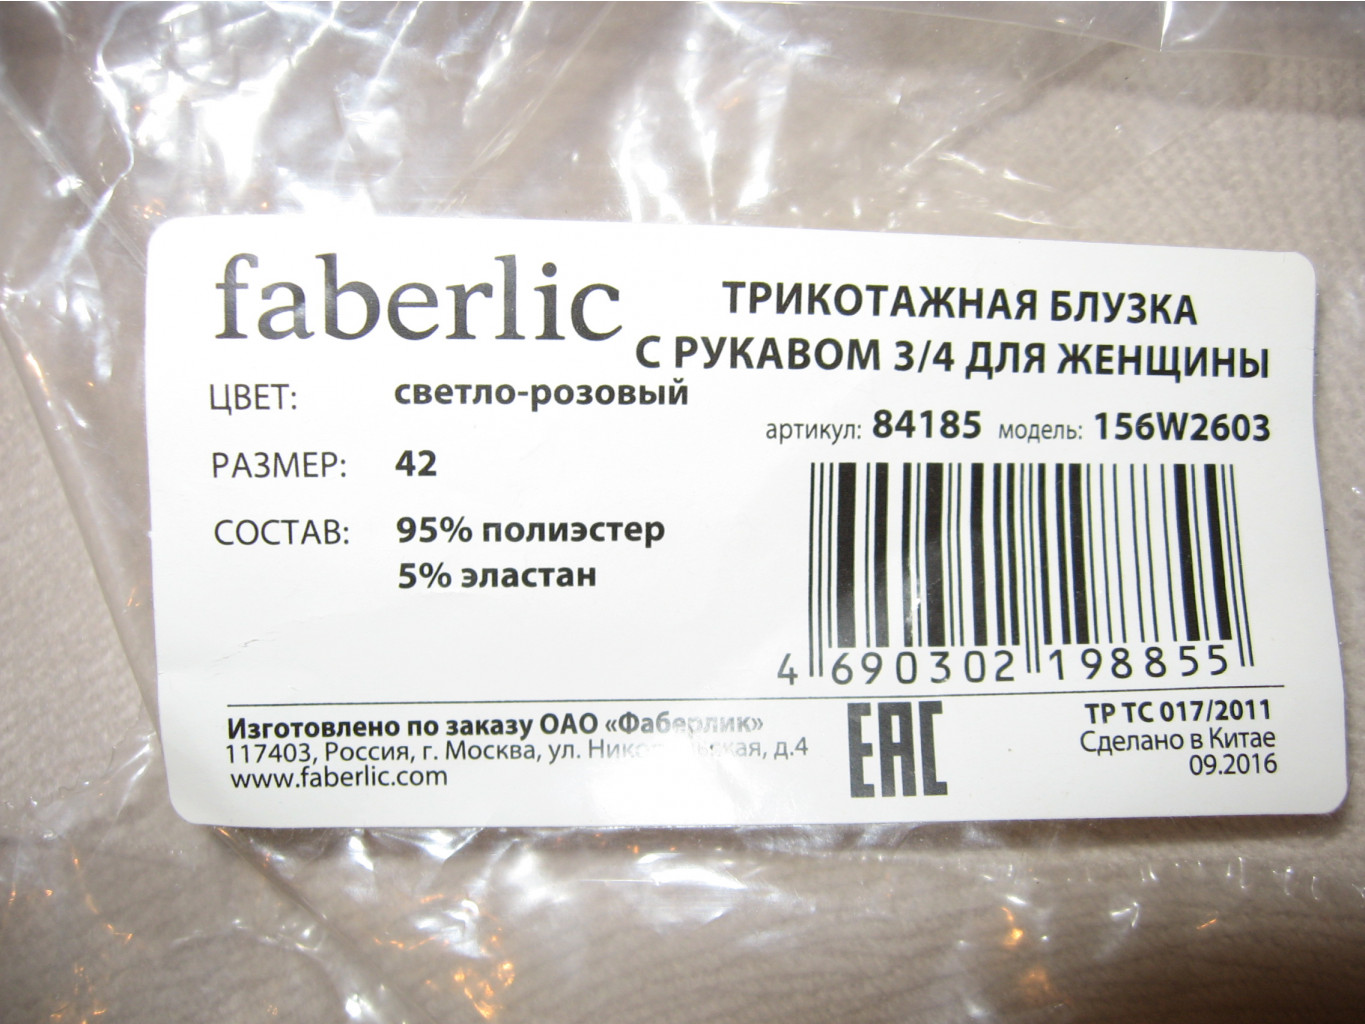 faberlic
ТРИКОТАЖНАЯ БЛУЗКА
С РУКАВОМ 3/4 ДЛЯ ЖЕНЩИНЫ
ЦВЕТ: светло-розовый
артикул: 84185 модель: 156W2603
РАЗМЕР: 42
СОСТАВ: 95% полиэстер
5% эластан
4 690302 198855
Изготовлено по заказу ОАО «Фаберлик»
117403, Россия, г. Москва, ул. д.4
www.faberlic.com
EAC
ТР ТС 017/2011
Сделано в Китае
09.2016